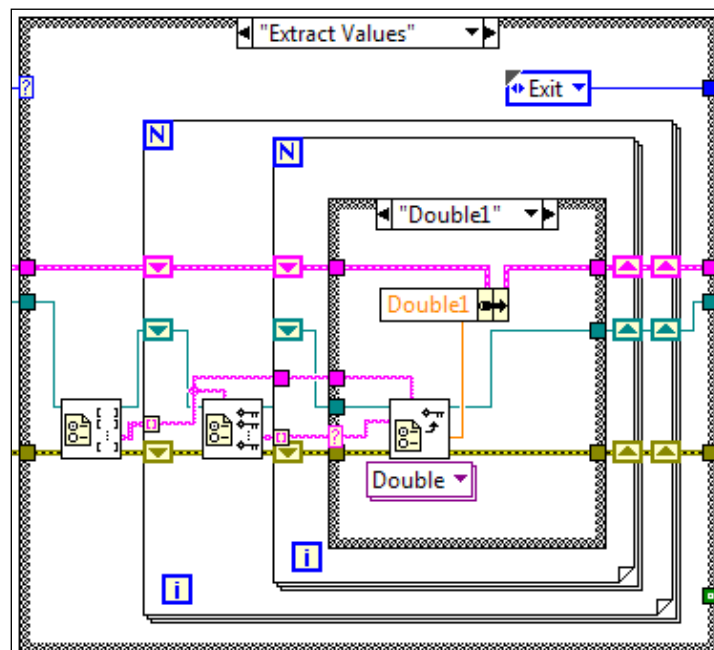 "Extract Values"
?
Exit
N
N
"Double1"
Double1
?
Double
i
i